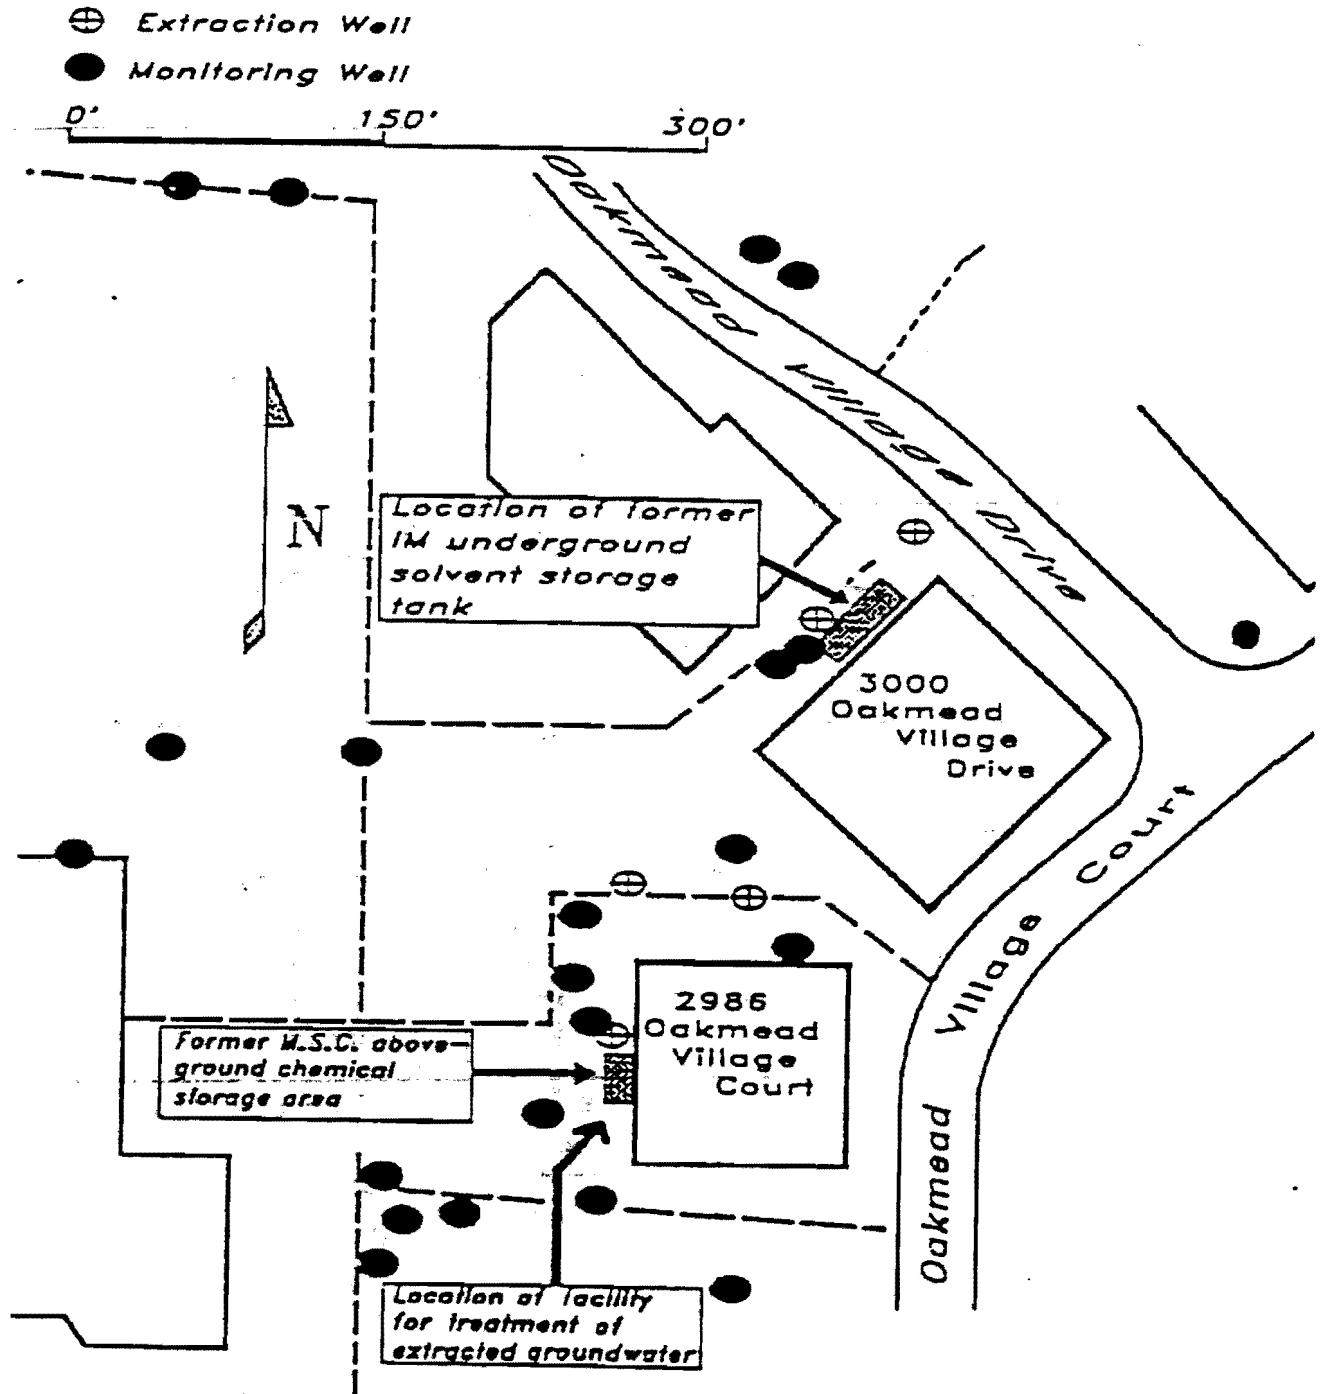 Extraction Well
Monitoring Well
0' 150' 300'
Oakmead Village Drive
N
Location of former
IM underground
solvent storage
tank
3000
Oakmead
Village
Drive
Oakmead Village Court
2986
Oakmead
Village
Court
Former M.S.C. above-
ground chemical
storage area
Location of facility
for treatment of
extracted groundwater